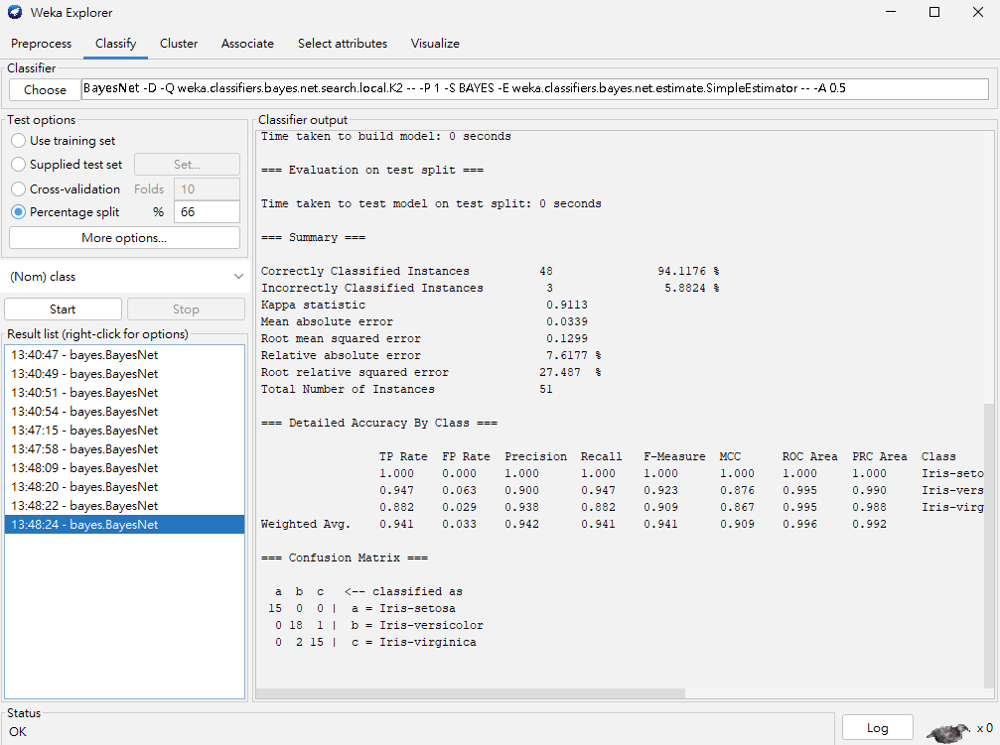 Weka Explorer
Preprocess Classify Cluster Associate Select attributes Visualize
Classifier
Choose BayesNet -D -Q weka.classifiers.bayes.net.search.local.K2 -- -P 1 -S BAYES -E weka.classifiers.bayes.net.estimate.SimpleEstimator -- -A 0.5
Test options
Use training set
Supplied test set Set...
Cross-validation Folds 10
Percentage split % 66
More options...
(Nom) class
Start Stop
Result list (right-click for options)
13:40:47 - bayes.BayesNet
13:40:49 - bayes.BayesNet
13:40:51 - bayes.BayesNet
13:40:54 - bayes.BayesNet
13:47:15 - bayes.BayesNet
13:47:58 - bayes.BayesNet
13:48:09 - bayes.BayesNet
13:48:20 - bayes.BayesNet
13:48:22 - bayes.BayesNet
13:48:24 - bayes.BayesNet
Classifier output
Time taken to build model: 0 seconds
=== Evaluation on test split ===
Time taken to test model on test split: 0 seconds
=== Summary ===
Correctly Classified Instances 48 94.1176 %
Incorrectly Classified Instances 3 5.8824 %
Kappa statistic 0.9113
Mean absolute error 0.0339
Root mean squared error 0.1299
Relative absolute error 7.6177 %
Root relative squared error 27.487 %
Total Number of Instances 51
=== Detailed Accuracy By Class ===
TP Rate FP Rate Precision Recall F-Measure MCC ROC Area PRC Area Class
1.000 0.000 1.000 1.000 1.000 1.000 1.000 1.000 Iris-seto
0.947 0.063 0.900 0.947 0.923 0.876 0.995 0.990 Iris-vers
0.882 0.029 0.938 0.882 0.909 0.867 0.995 0.988 Iris-virg
Weighted Avg. 0.941 0.033 0.942 0.941 0.941 0.909 0.996 0.992
=== Confusion Matrix ===
a b c <-- classified as
15 0 0 | a = Iris-setosa
0 18 1 | b = Iris-versicolor
0 2 15 | c = Iris-virginica
Status
OK
Log x 0